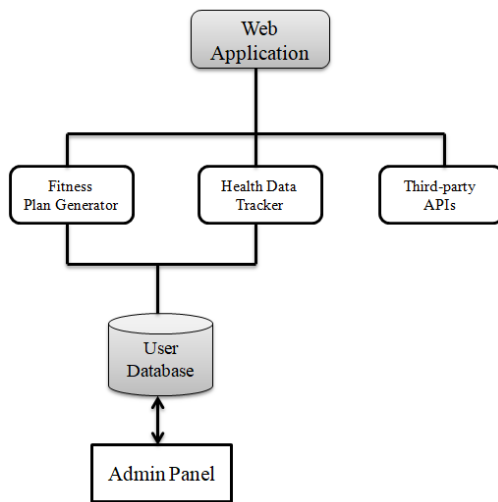 Web
Application
Fitness
Plan Generator
Health Data
Tracker
Third-party
APIs
User
Database
Admin Panel